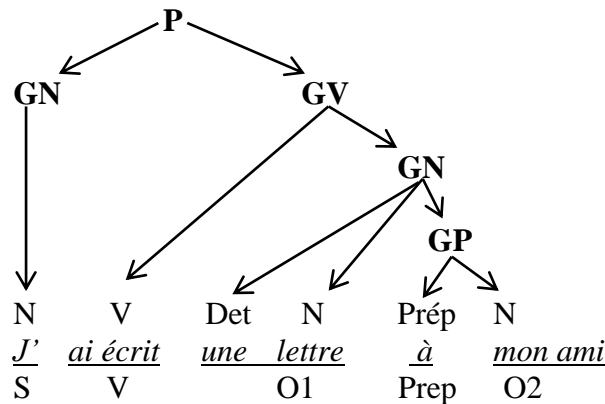 P
GN GV
GN
GP
N V Det N Prép N
J' ai écrit une lettre à mon ami
S V O1 Prep O2